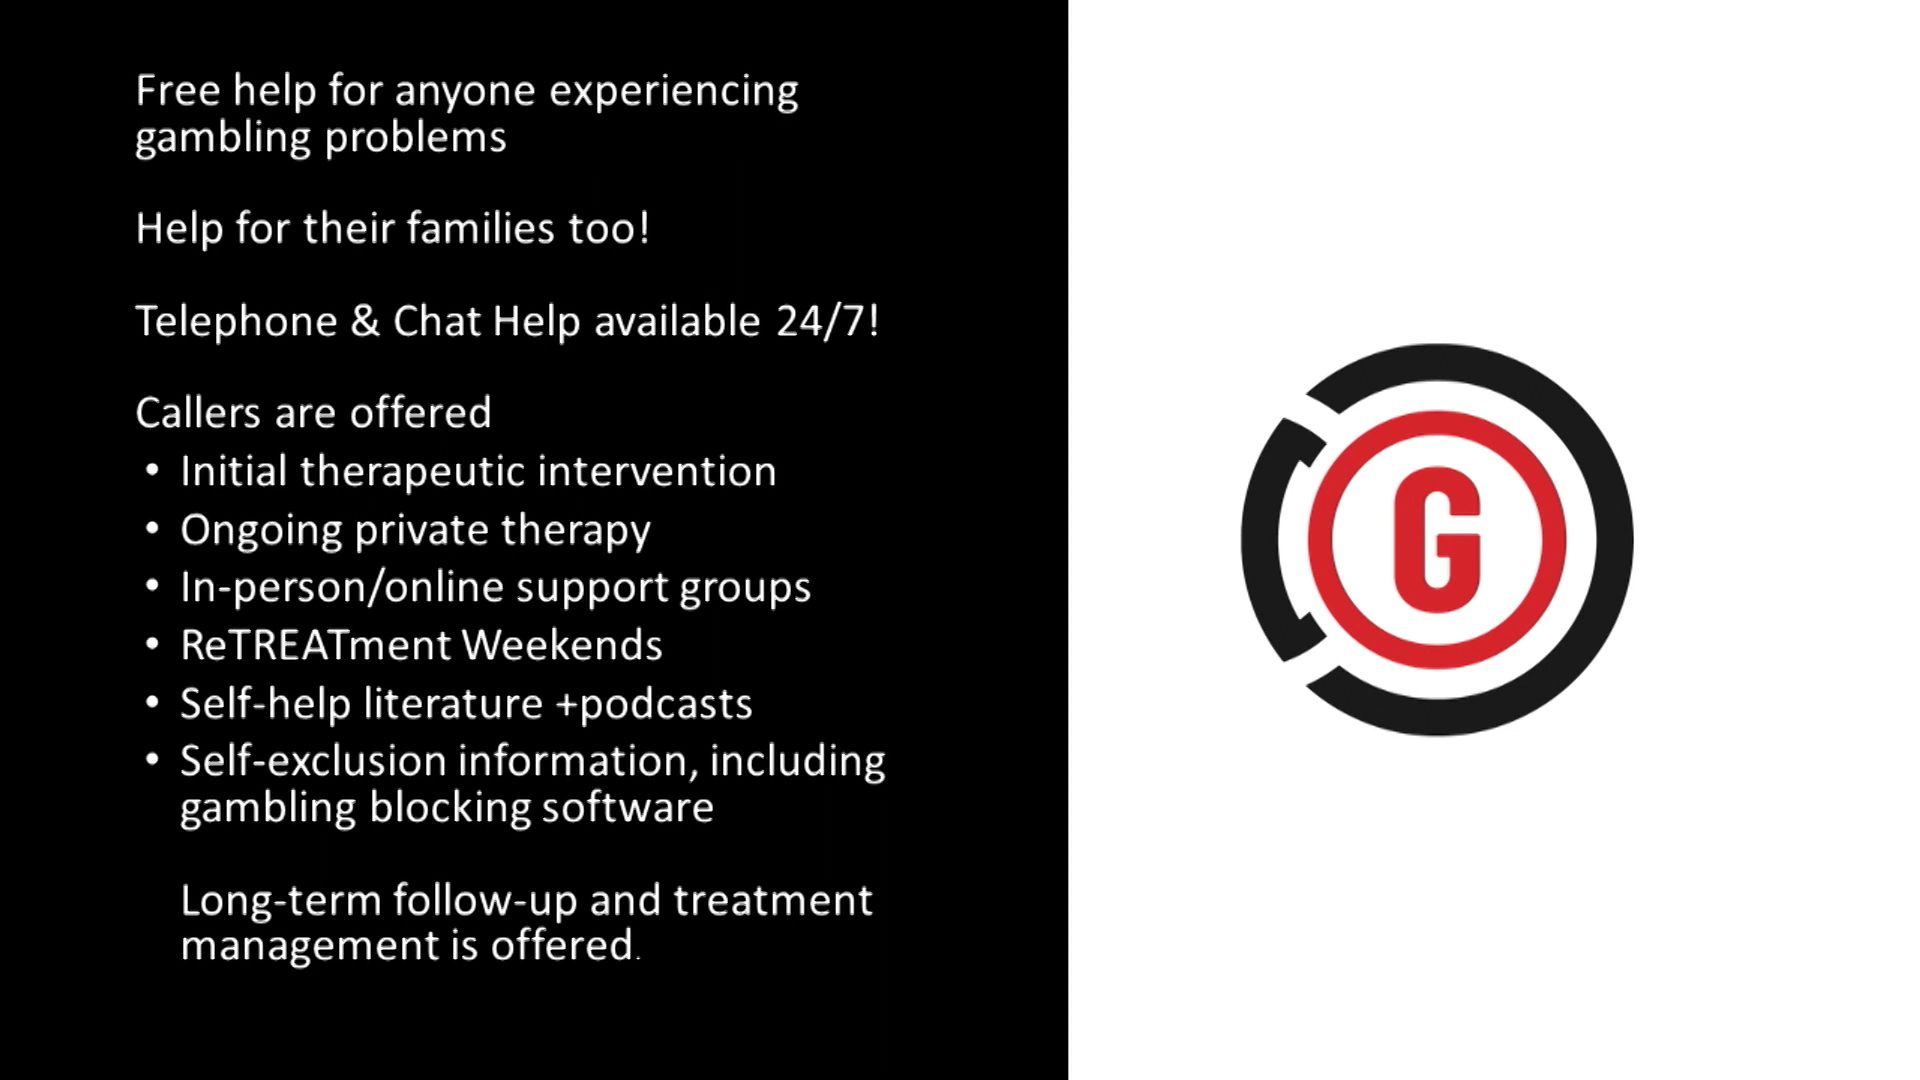 Free help for anyone experiencing
gambling problems
Help for their families too!
Telephone & Chat Help available 24/7!
Callers are offered
• Initial therapeutic intervention
• Ongoing private therapy
• In-person/online support groups
• ReTREATment Weekends
• Self-help literature +podcasts
• Self-exclusion information, including
gambling blocking software
Long-term follow-up and treatment
management is offered.
G